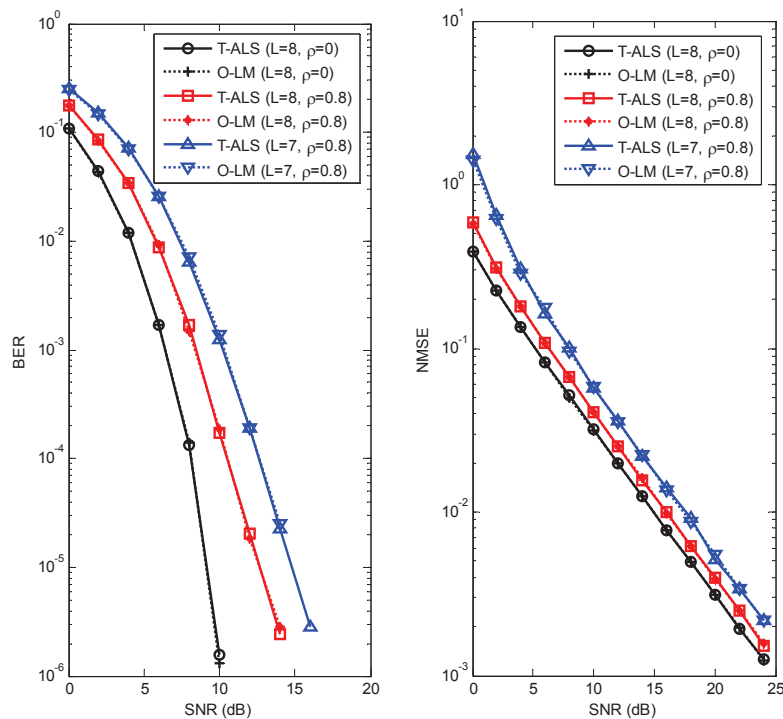 10^0
10^-1
10^-2
10^-3
10^-4
10^-5
10^-6
BER
0 5 10 15 20
SNR (dB)
T-ALS (L=8, ρ=0)
O-LM (L=8, ρ=0)
T-ALS (L=8, ρ=0.8)
O-LM (L=8, ρ=0.8)
T-ALS (L=7, ρ=0.8)
O-LM (L=7, ρ=0.8)
10^1
10^0
10^-1
10^-2
10^-3
NMSE
0 5 10 15 20 25
SNR (dB)
T-ALS (L=8, ρ=0)
O-LM (L=8, ρ=0)
T-ALS (L=8, ρ=0.8)
O-LM (L=8, ρ=0.8)
T-ALS (L=7, ρ=0.8)
O-LM (L=7, ρ=0.8)